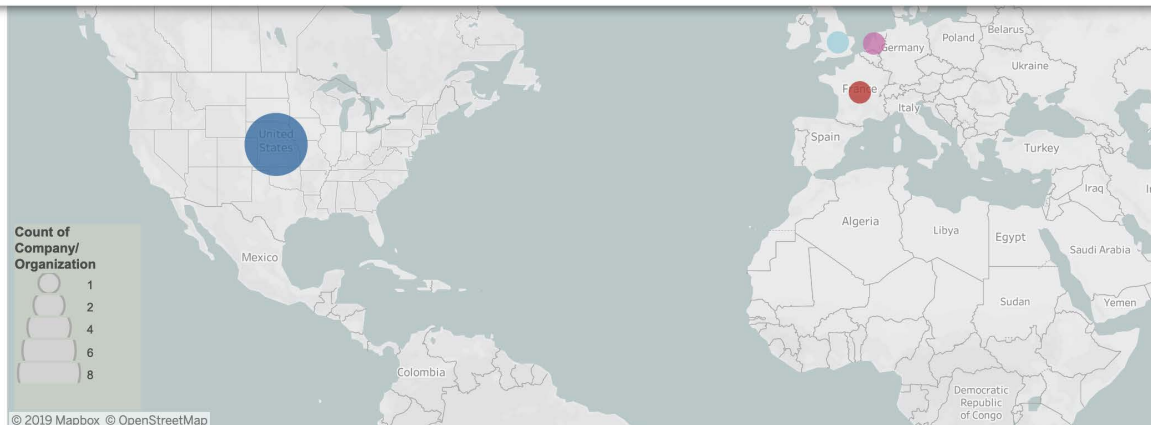 Belarus
Poland
Germany
Ukraine
France
Italy
United
States
Spain
Turkey
Iraq
Algeria
Libya
Egypt
Saudi Arabia
Count of
Company/
Organization
1
2
4
6
8
Mexico
Sudan
Yemen
Colombia
Democratic
Republic
of Congo
© 2019 Mapbox © OpenStreetMap